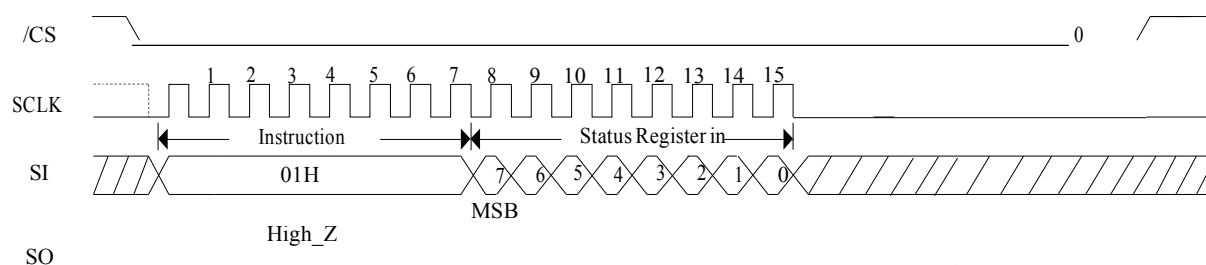 /CS 0
1 2 3 4 5 6 7 8 9 10 11 12 13 14 15
SCLK
Instruction Status Register in
SI 01H 7 6 5 4 3 2 1 0
MSB
High_Z
SO